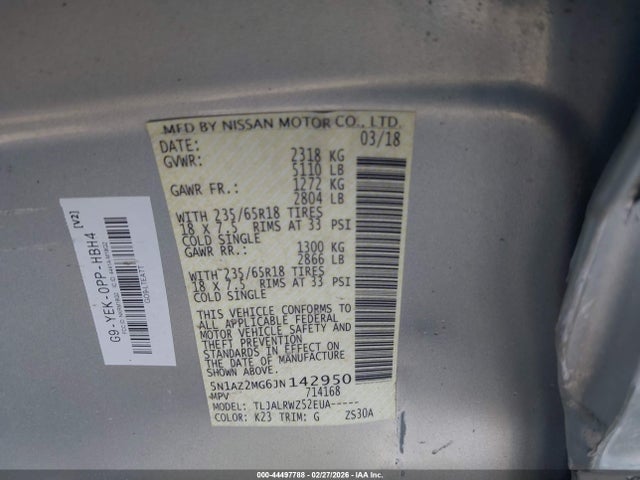 MFD BY NISSAN MOTOR CO., LTD.
DATE: 03/18
GVWR: 2318 KG
5110 LB
GAWR FR.: 1272 KG
2804 LB
WITH 235/65R18 TIRES
18 X 7.5 RIMS AT 33 PSI
COLD SINGLE
GAWR RR.: 1300 KG
2866 LB
WITH 235/65R18 TIRES
18 X 7.5 RIMS AT 33 PSI
COLD SINGLE
THIS VEHICLE CONFORMS TO
ALL APPLICABLE FEDERAL
MOTOR VEHICLE SAFETY AND
THEFT PREVENTION
STANDARDS IN EFFECT ON
THE DATE OF MANUFACTURE
SHOWN ABOVE.
5N1AZ2MG6JN142950
MPV 714168
MODEL: TLJALRWZ52EUA-----
COLOR: K23 TRIM: G ZS30A
[V2]
G9-YEK-0PP-HBH4
000-44497788 - 02/27/2026 - IAA Holdings, LLC